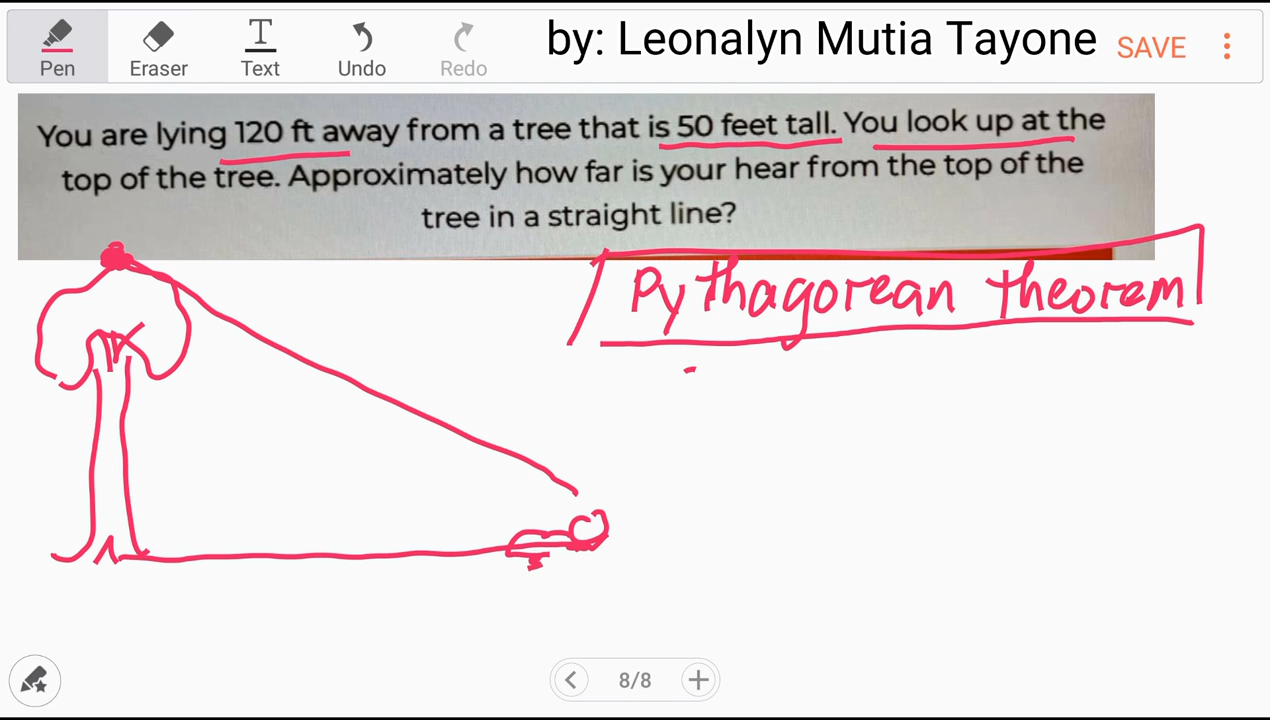 by: Leonalyn Mutia Tayone
Pen
Eraser
T
Text
Undo
Redo
SAVE
You are lying 120 ft away from a tree that is 50 feet tall. You look up at the
top of the tree. Approximately how far is your hear from the top of the
tree in a straight line?
Pythagorean theorem
8/8